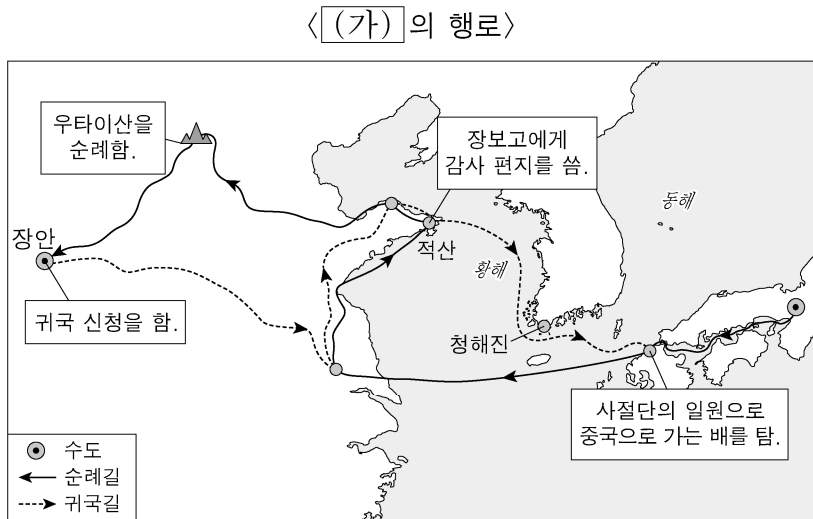 〈 (가) 의 행로〉
우타이산을
순례함.
장보고에게
감사 편지를 씀.
동해
장안
적산
황해
귀국 신청을 함.
청해진
사절단의 일원으로
중국으로 가는 배를 탐.
수도
순례길
귀국길